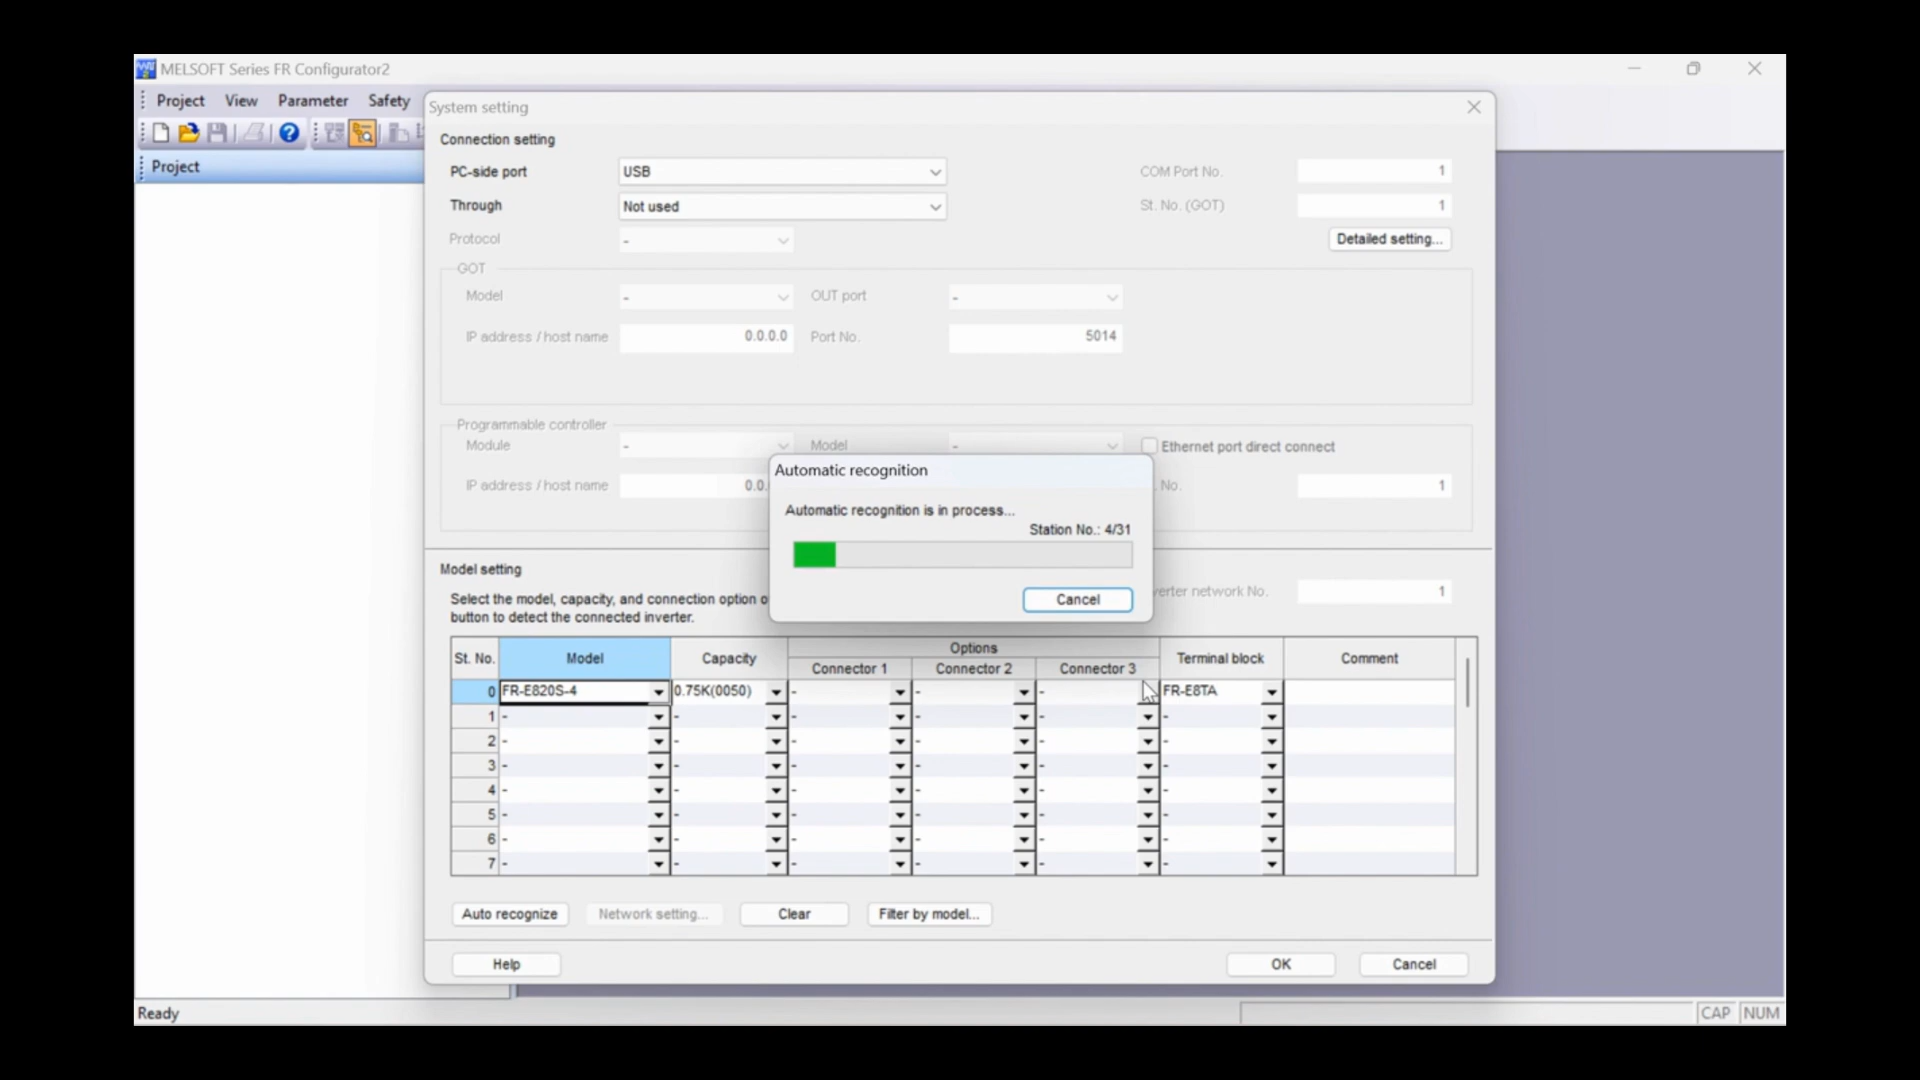 MELSOFT Series FR Configurator2
Project View Parameter Safety
Project
System setting
Connection setting
PC-side port USB COM Port No. 1
Through Not used St. No. (GOT) 1
Protocol - Detailed setting...
GOT
Model - OUT port -
IP address / host name 0.0.0.0 Port No. 5014
Programmable controller
Module - Model - Ethernet port direct connect
IP address / host name 0.0. No. 1
Automatic recognition
Automatic recognition is in process...
Station No.: 4/31
Cancel
Model setting
Select the model, capacity, and connection option o
button to detect the connected inverter.
verter network No. 1
St. No. Model Capacity Options Terminal block Comment
Connector 1 Connector 2 Connector 3
0 FR-E820S-4 0.75K(0050) - - - FR-E8TA
1 - - - - - -
2 - - - - - -
3 - - - - - -
4 - - - - - -
5 - - - - - -
6 - - - - - -
7 - - - - - -
Auto recognize Network setting... Clear Filter by model...
Help OK Cancel
Ready CAP NUM